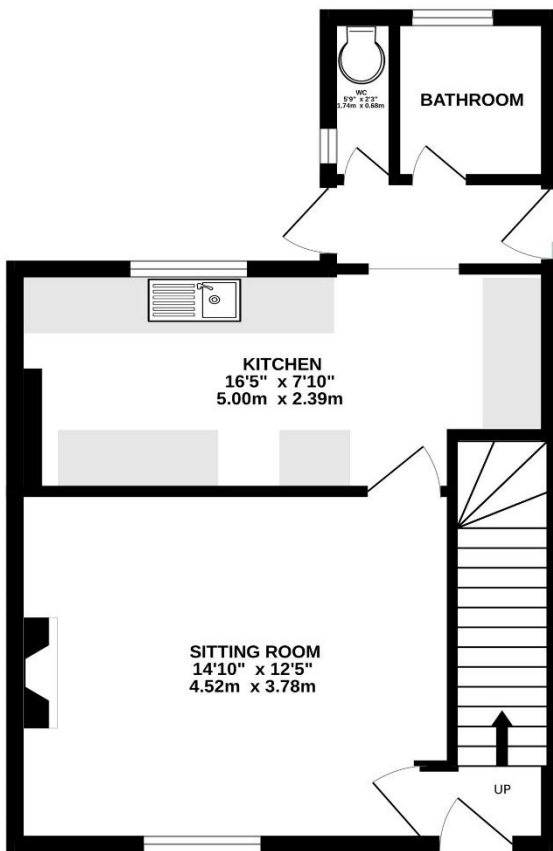 WC
5'9" x 2'3"
1.74m x 0.68m
BATHROOM
KITCHEN
16'5" x 7'10"
5.00m x 2.39m
SITTING ROOM
14'10" x 12'5"
4.52m x 3.78m
UP